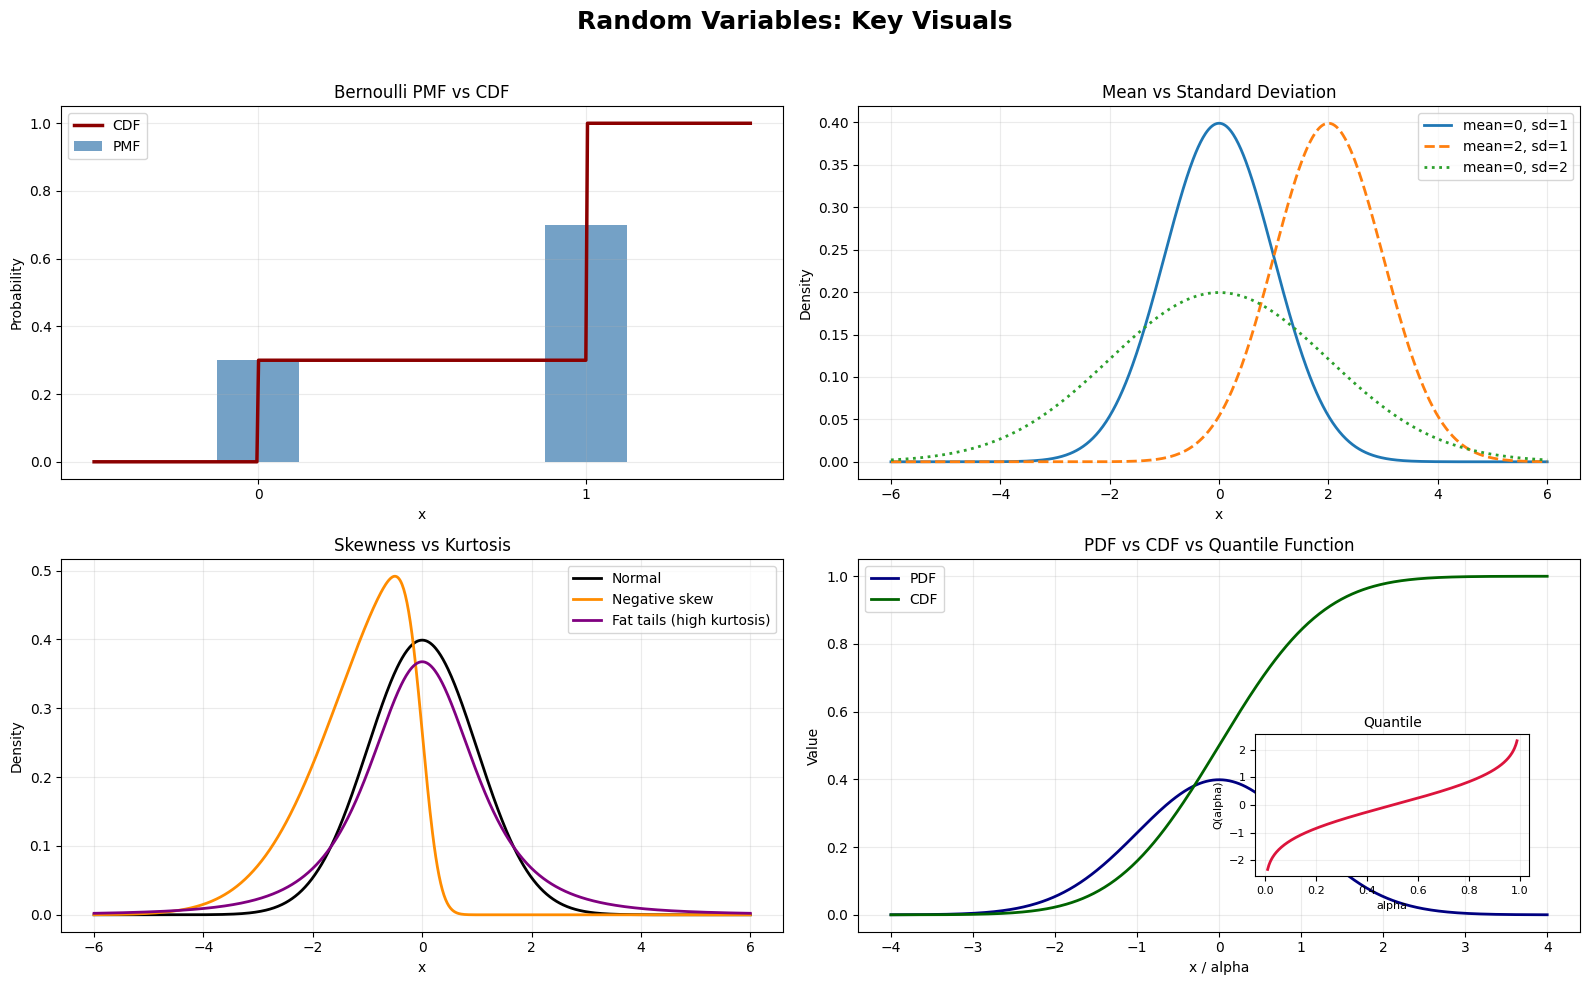 Random Variables: Key Visuals
Bernoulli PMF vs CDF
CDF
PMF
Probability
1.0
0.8
0.6
0.4
0.2
0.0
0 1
x
Mean vs Standard Deviation
mean=0, sd=1
mean=2, sd=1
mean=0, sd=2
Density
0.40
0.35
0.30
0.25
0.20
0.15
0.10
0.05
0.00
−6 −4 −2 0 2 4 6
x
Skewness vs Kurtosis
Normal
Negative skew
Fat tails (high kurtosis)
Density
0.5
0.4
0.3
0.2
0.1
0.0
−6 −4 −2 0 2 4 6
x
PDF vs CDF vs Quantile Function
PDF
CDF
Value
1.0
0.8
0.6
0.4
0.2
0.0
Quantile
Q(alpha)
2
1
0
−1
−2
0.0 0.2 0.4 0.6 0.8 1.0
alpha
−4 −3 −2 −1 0 1 2 3 4
x / alpha